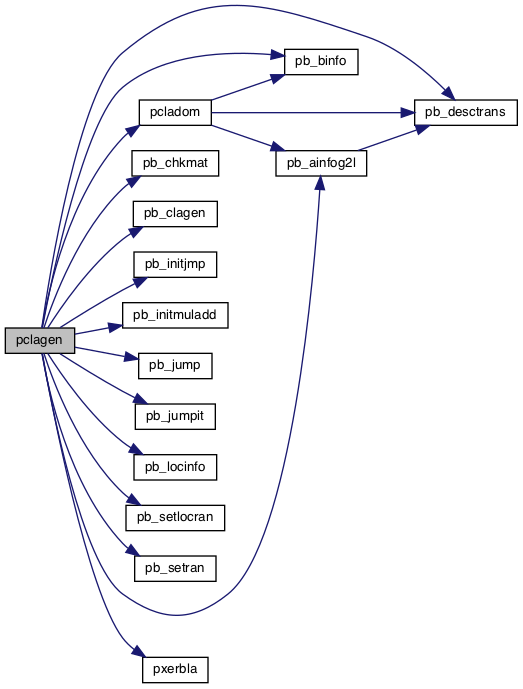 pb_binfo
pcladom
pb_desctrans
pb_chkmat
pb_ainfog2l
pb_clagen
pb_initjmp
pb_initmuladd
pclagen
pb_jump
pb_jumpit
pb_locinfo
pb_setlocran
pb_setran
pxerbla